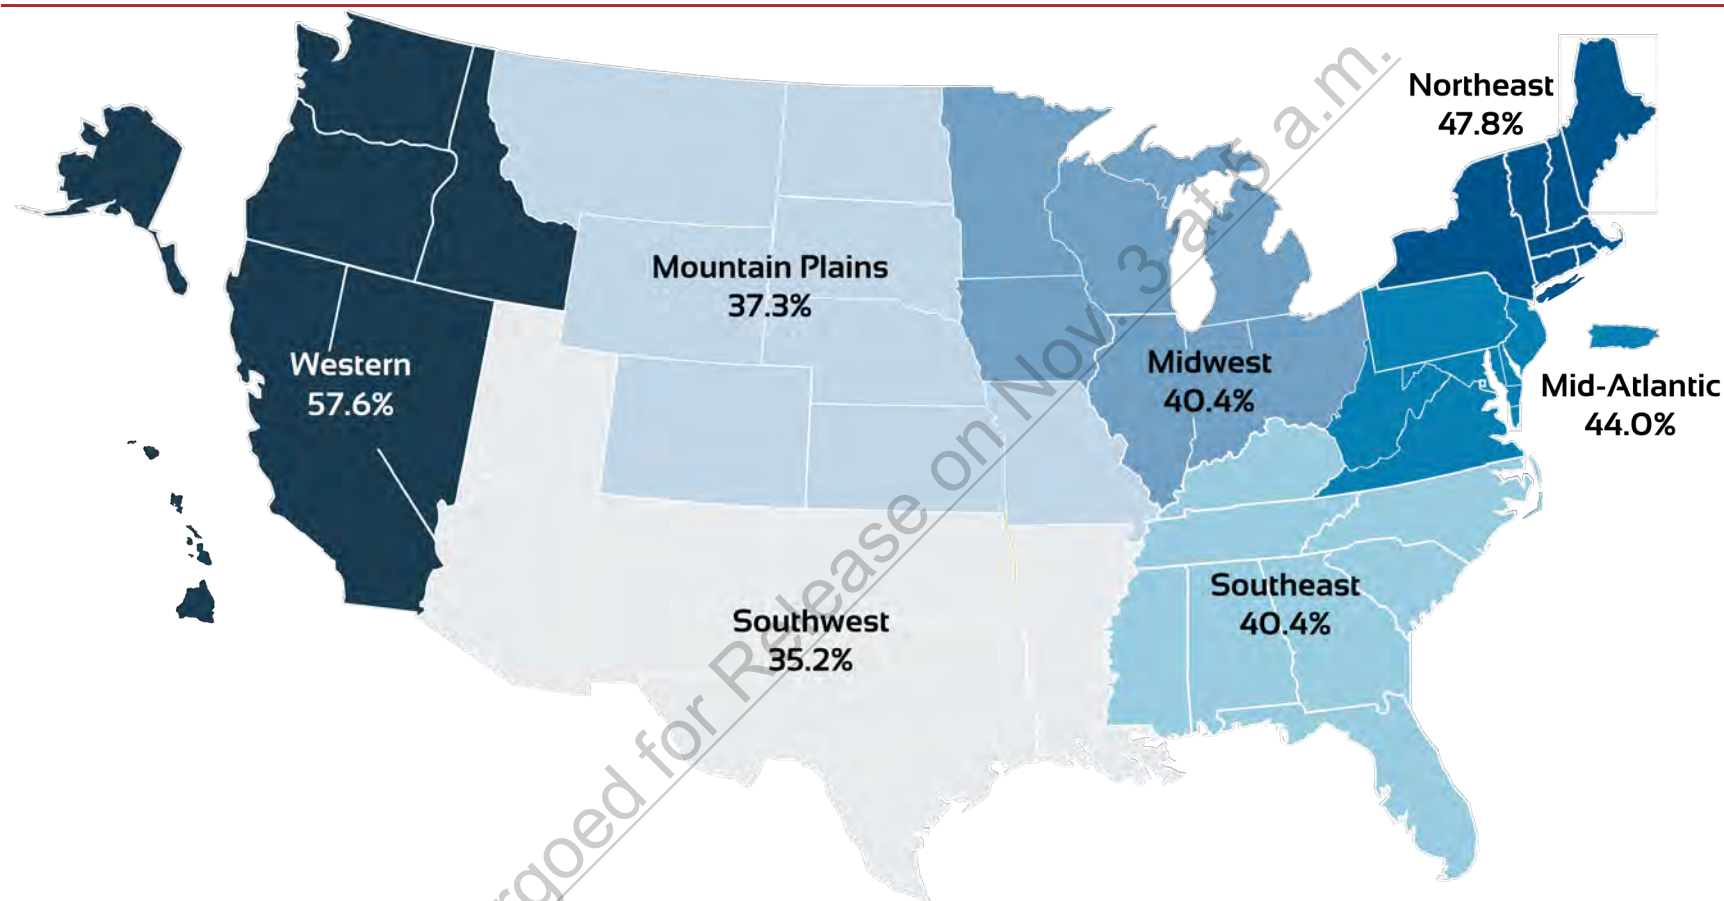 Northeast
47.8%
Mountain Plains
37.3%
Western
57.6%
Midwest
40.4%
Mid-Atlantic
44.0%
Southeast
40.4%
Southwest
35.2%
for Release on Nov. 3 at 5 a.m.